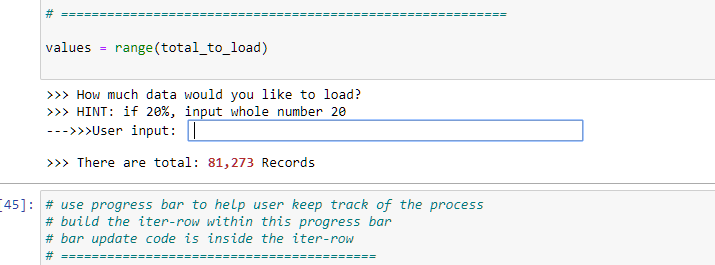 # ==========================================================
values = range(total_to_load)
>>> How much data would you like to load?
>>> HINT: if 20%, input whole number 20
--->>>User input:
>>> There are total: 81,273 Records
[45]: # use progress bar to help user keep track of the process
# build the iter-row within this progress bar
# bar update code is inside the iter-row
# =========================================